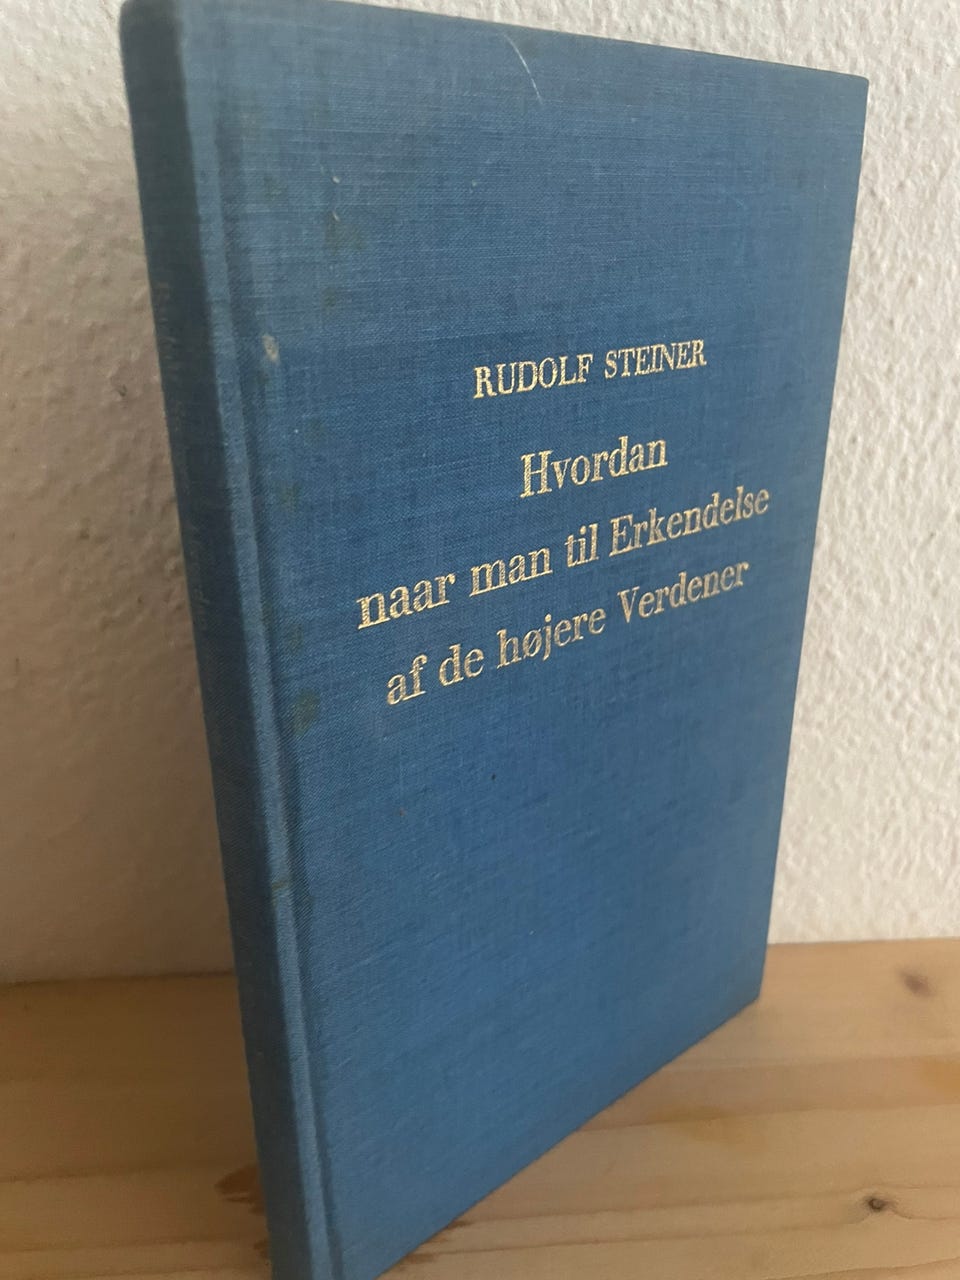 RUDOLF STEINER
Hvordan
naar man til Erkendelse
af de højere Verdener